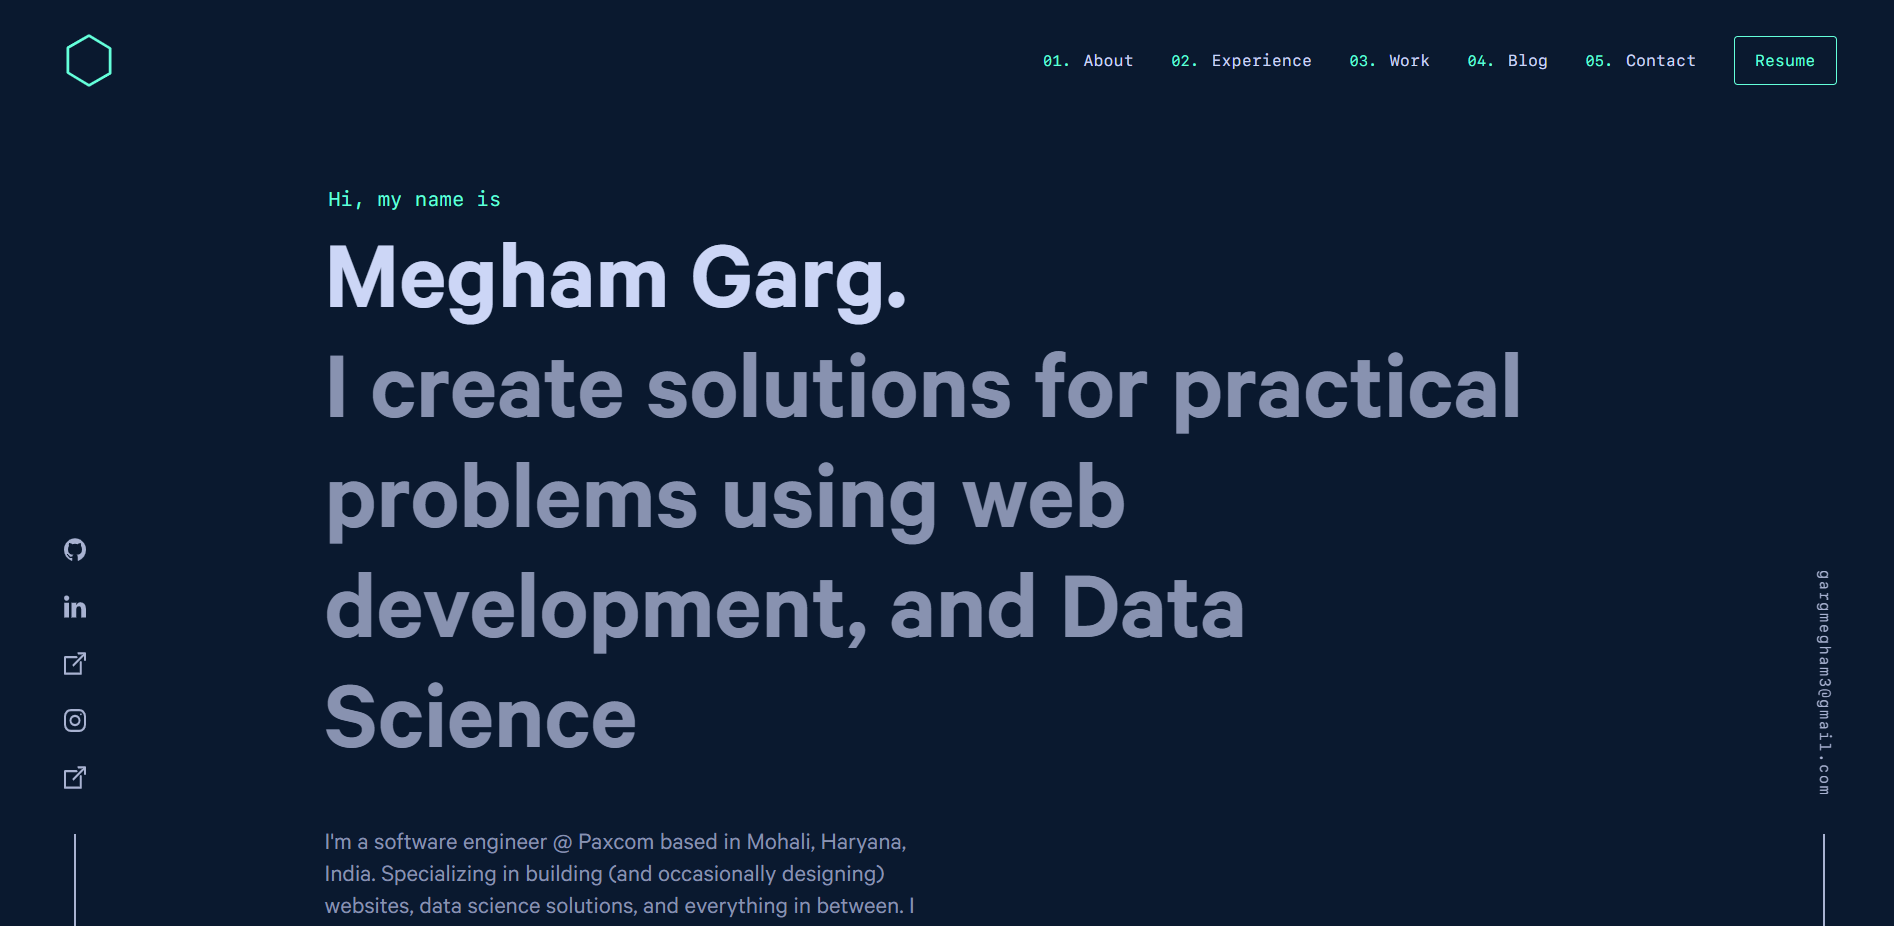 01. About 02. Experience 03. Work 04. Blog 05. Contact Resume
Hi, my name is
Megham Garg.
I create solutions for practical
problems using web
development, and Data
Science
gargmegham3@gmail.com
I'm a software engineer @ Paxcom based in Mohali, Haryana,
India. Specializing in building (and occasionally designing)
websites, data science solutions, and everything in between. I